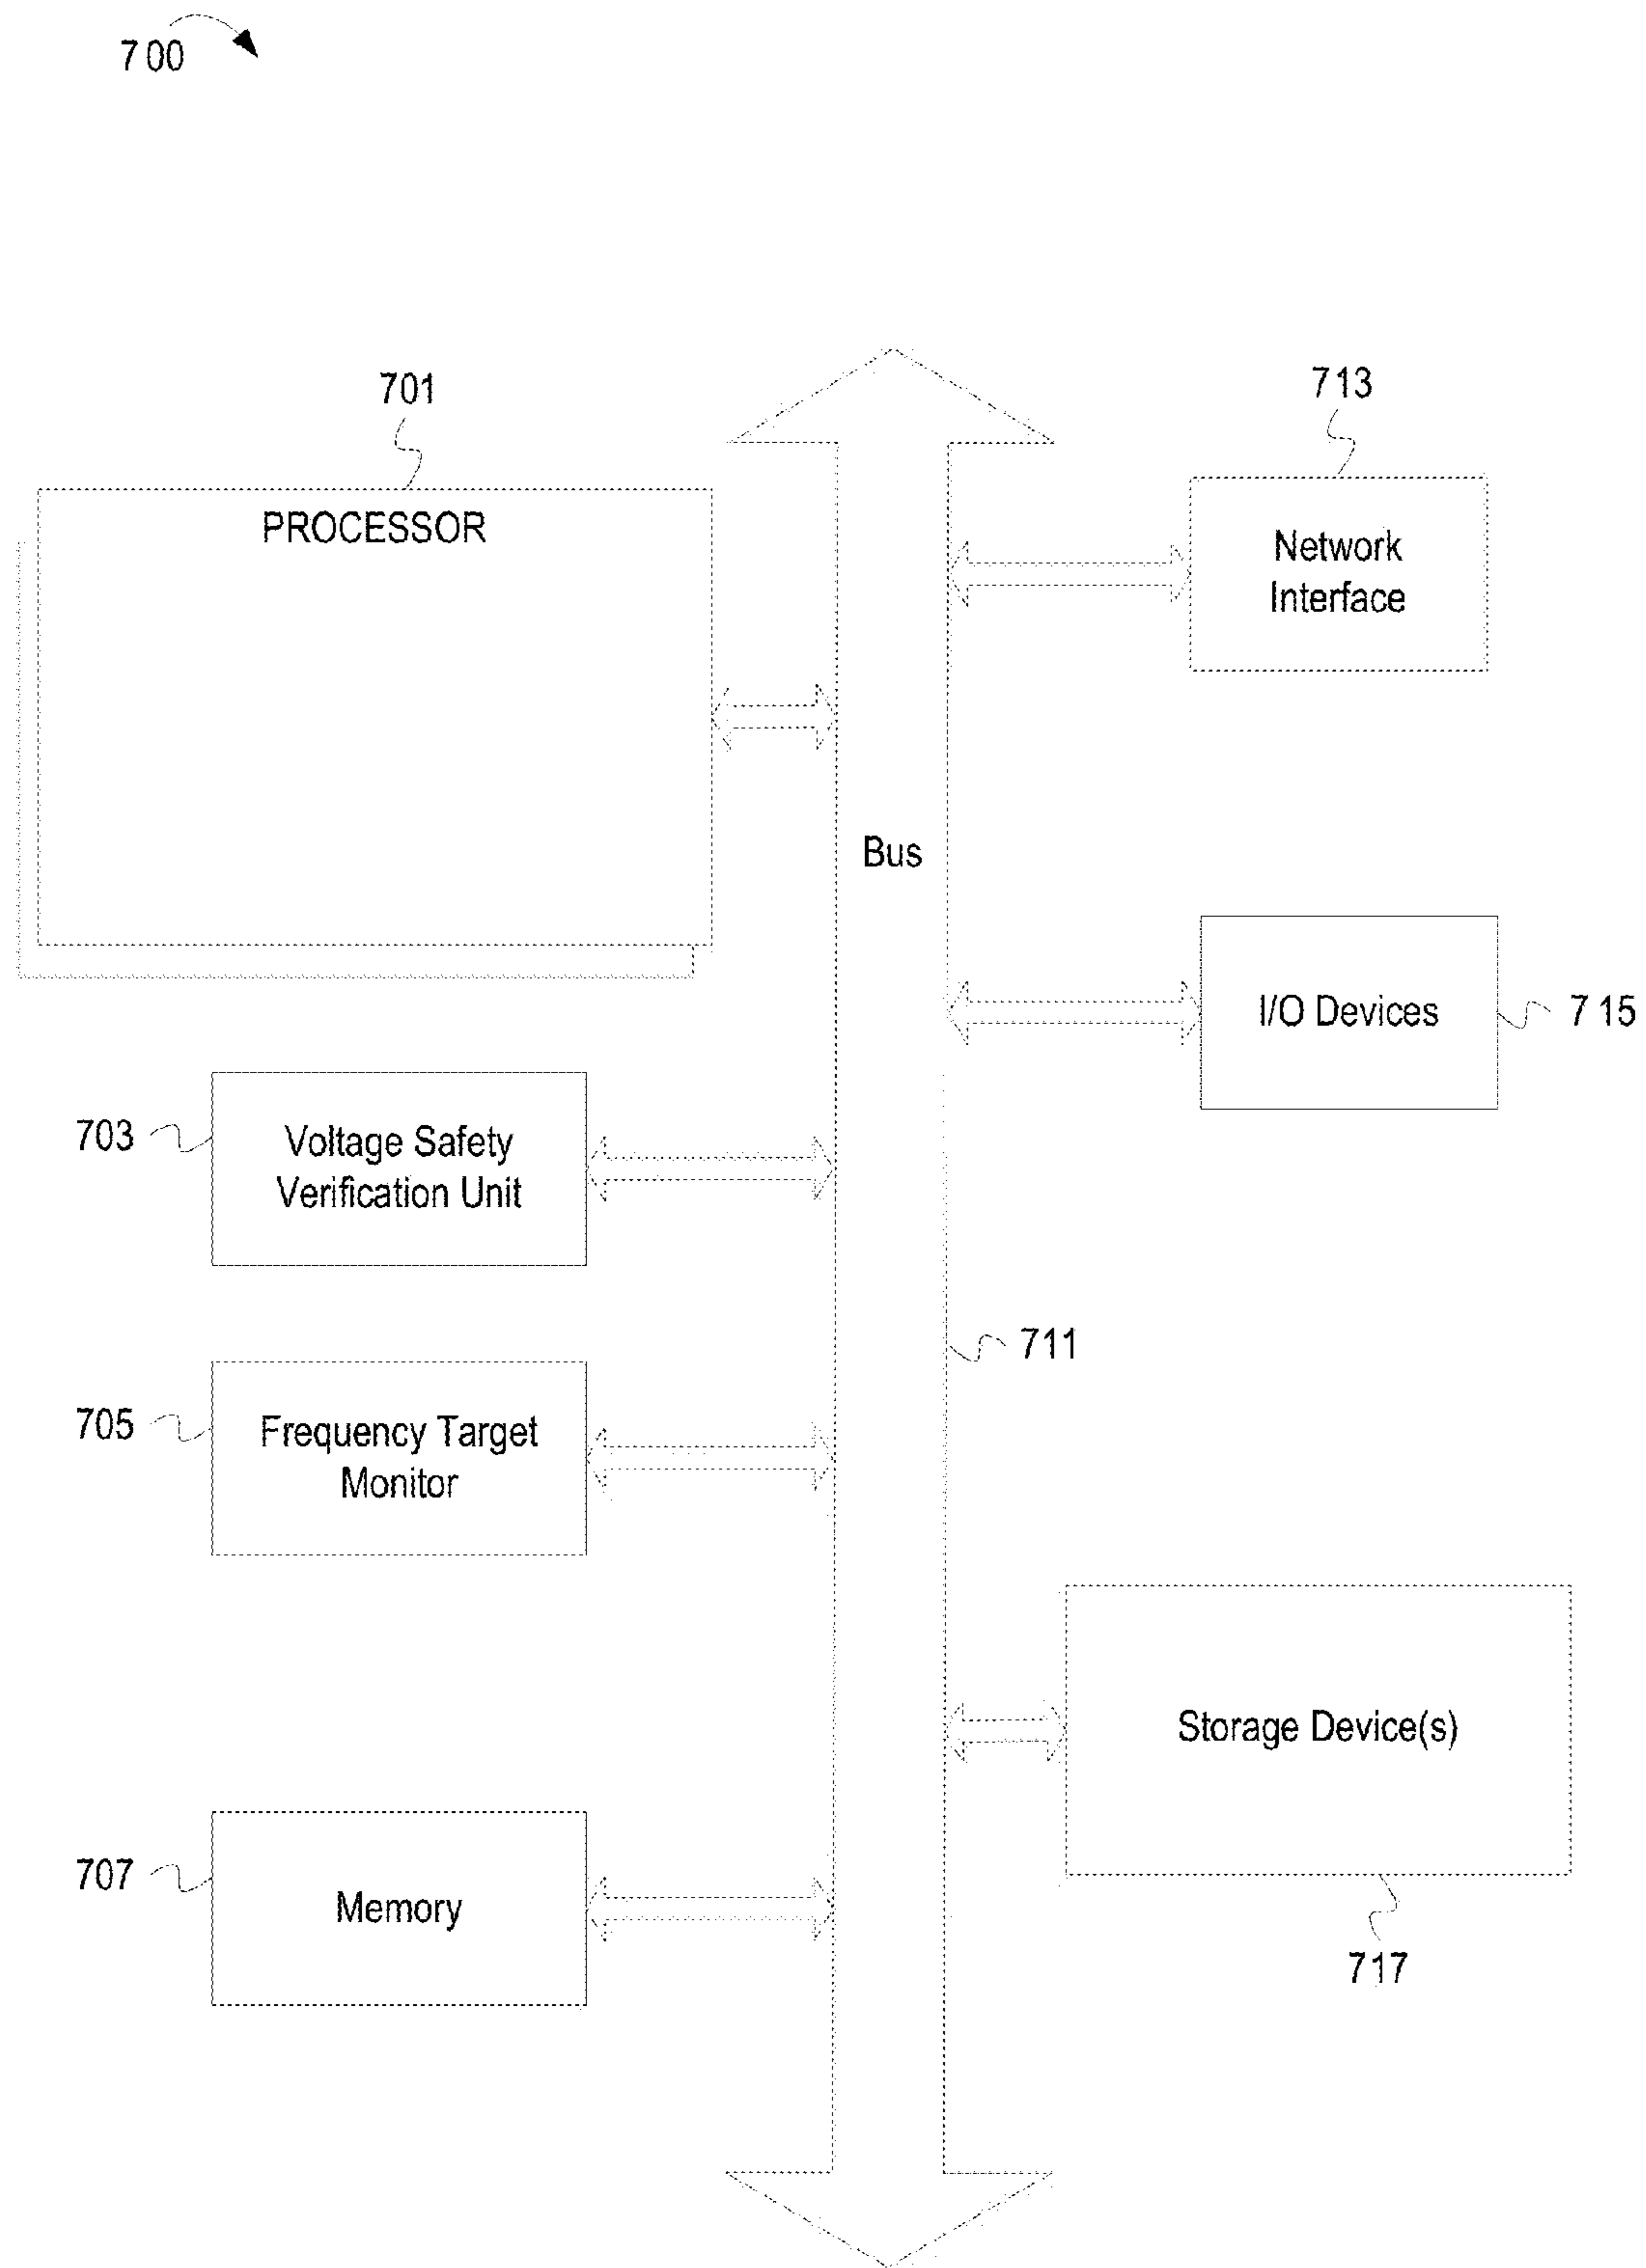 700
701
713
PROCESSOR
Network
Interface
Bus
I/O Devices
715
703
Voltage Safety
Verification Unit
711
705
Frequency Target
Monitor
Storage Device(s)
707
Memory
717